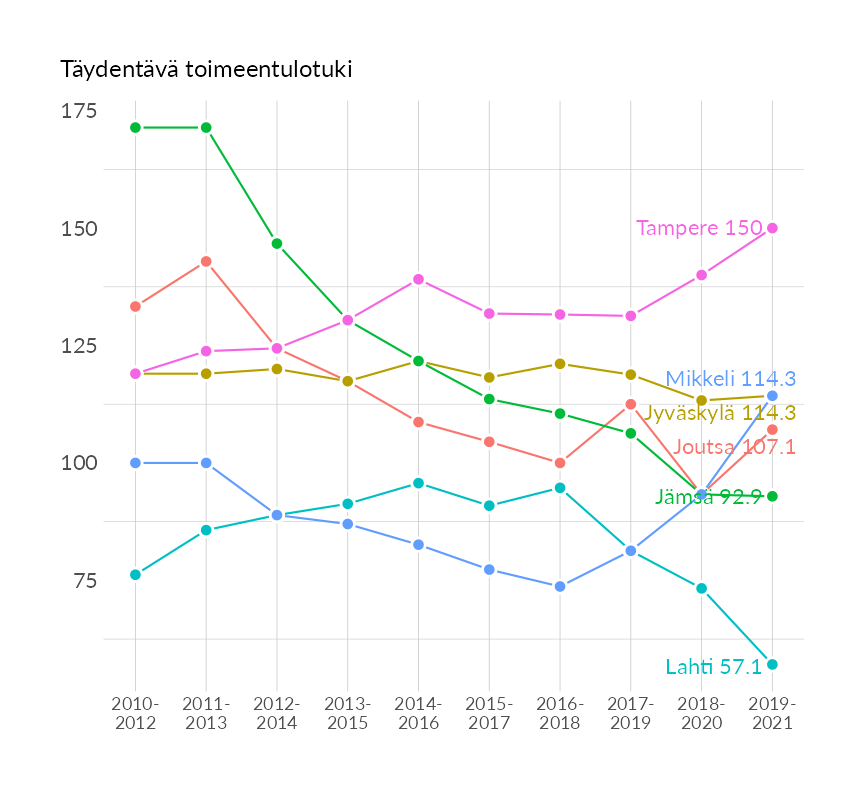 Täydentävä toimeentulotuki
175
150
125
100
75
Tampere 150
Mikkeli 114.3
Jyväskylä 114.3
Joutsa 107.1
Jämsä 92.9
Lahti 57.1
2010- 2011- 2012- 2013- 2014- 2015- 2016- 2017- 2018- 2019-
2012 2013 2014 2015 2016 2017 2018 2019 2020 2021